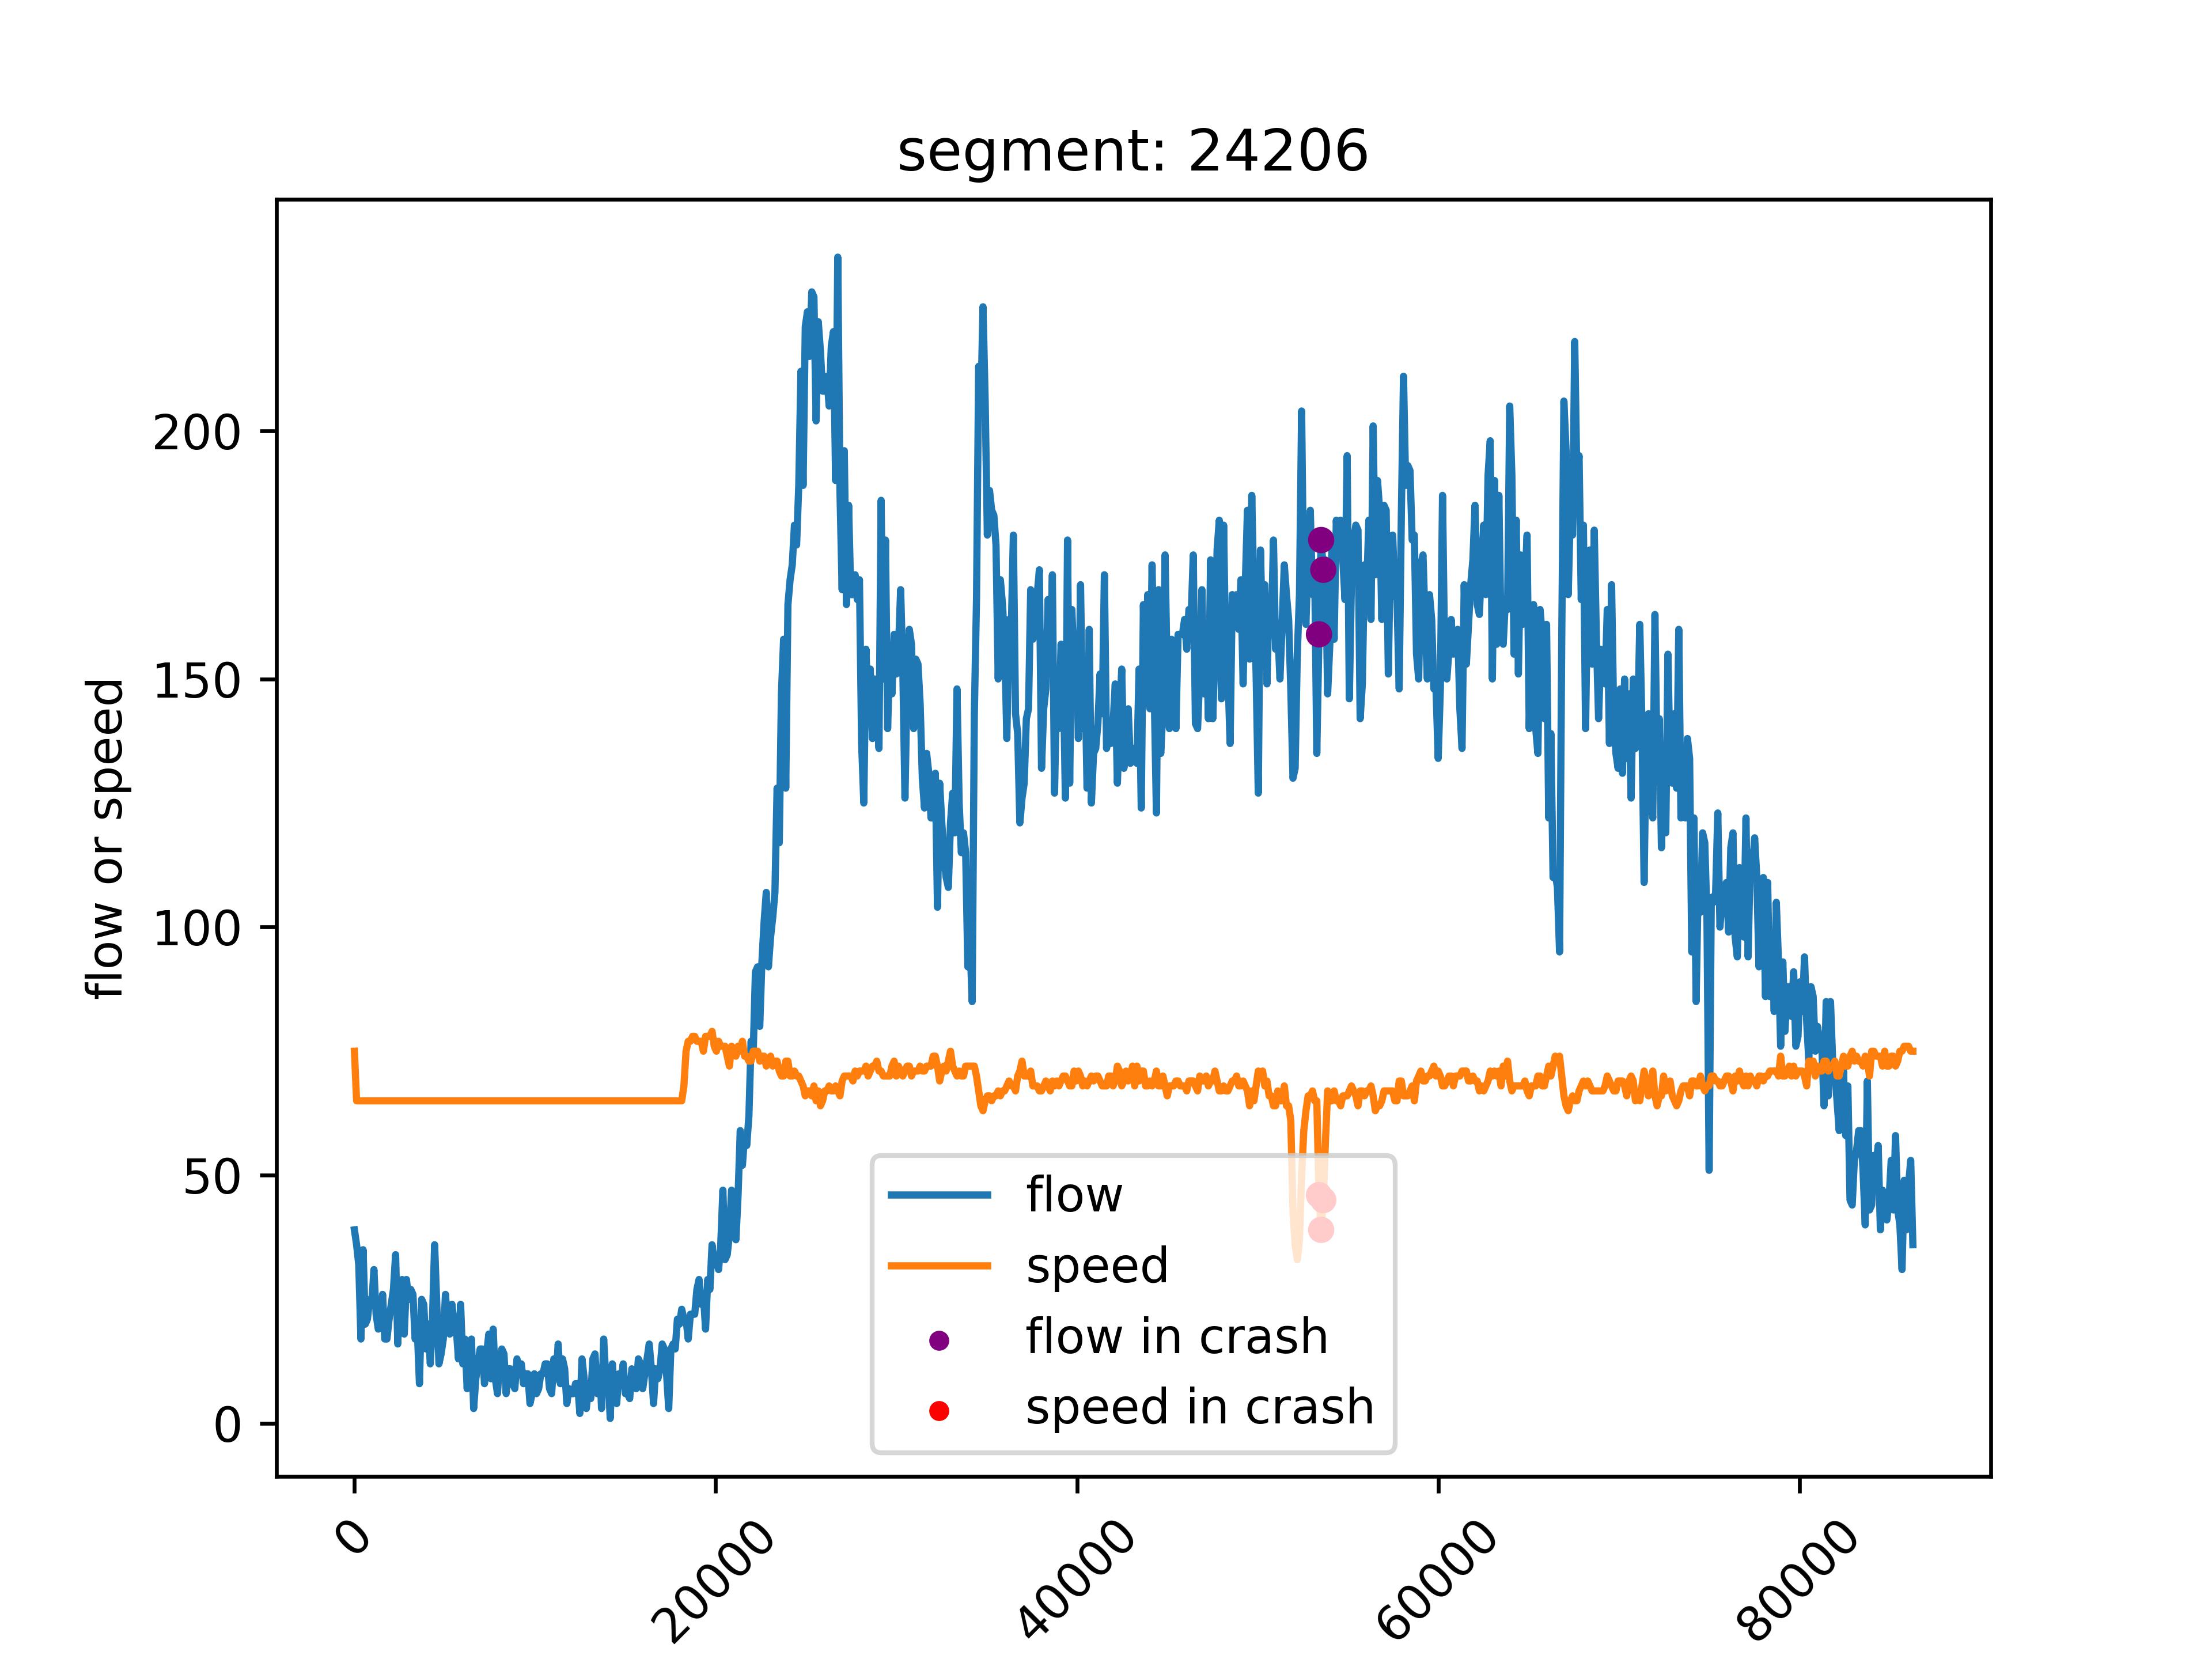 segment: 24206
flow or speed
200
150
100
50
0
flow
speed
flow in crash
speed in crash
0
20000
40000
60000
80000